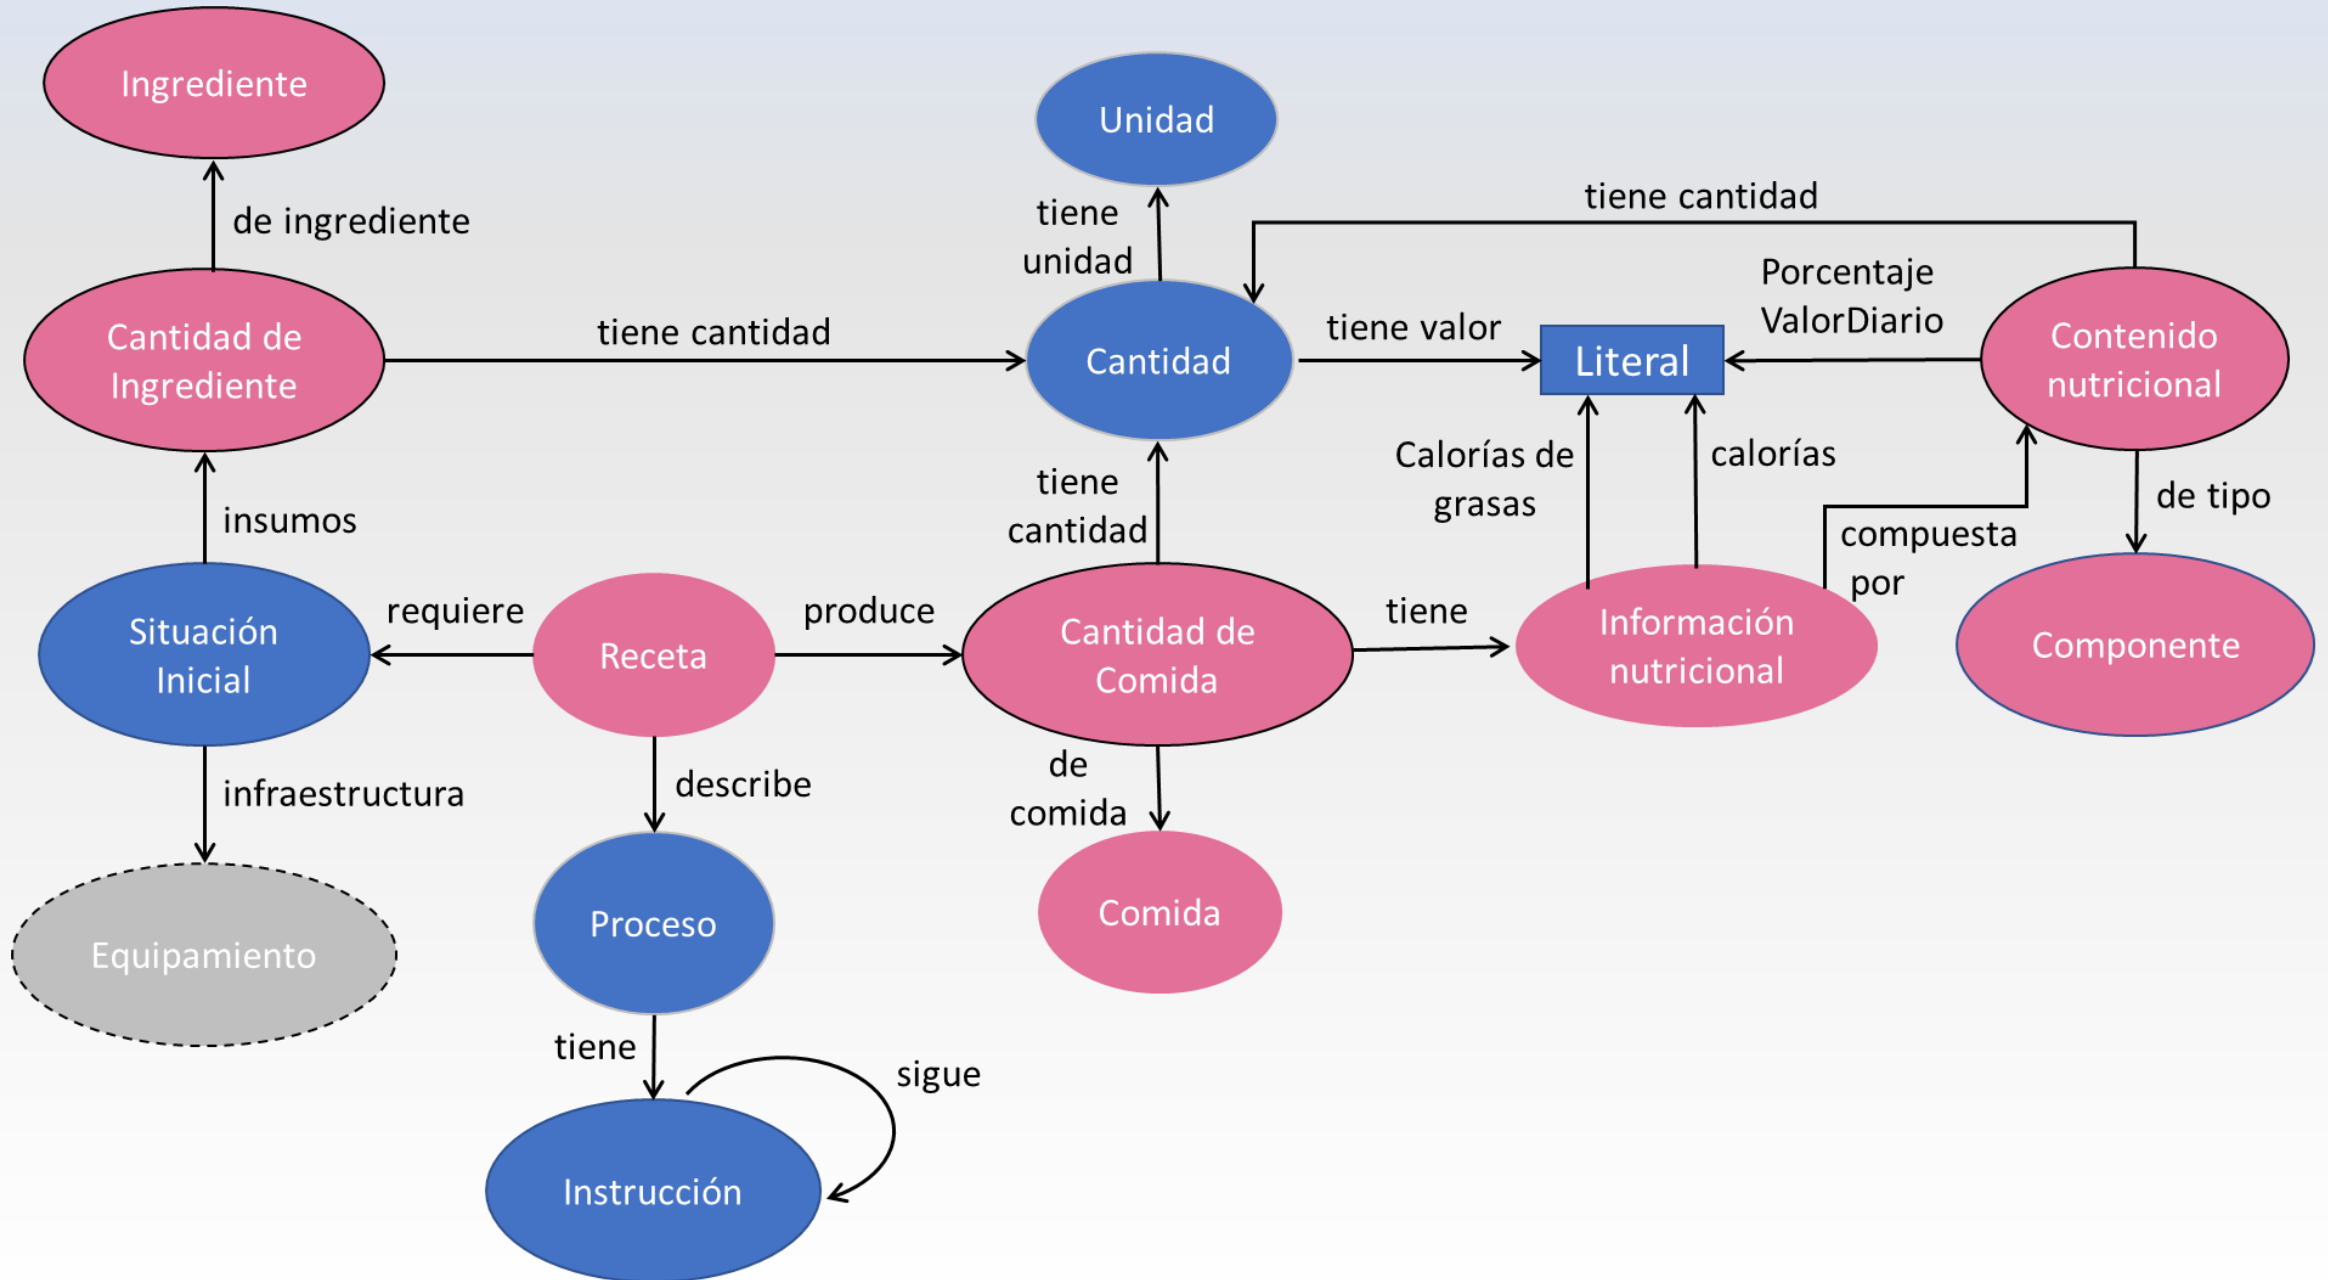 Ingrediente
Unidad
tiene cantidad
de ingrediente
tiene
unidad
Porcentaje
ValorDiario
Cantidad de
Ingrediente
tiene cantidad
Cantidad
tiene valor
Literal
Contenido
nutricional
insumos
tiene
cantidad
Calorías de
grasas
calorías
compuesta
por
de tipo
Situación
Inicial
requiere
Receta
produce
Cantidad de
Comida
tiene
Información
nutricional
Componente
infraestructura
describe
de
comida
Equipamiento
Proceso
Comida
tiene
sigue
Instrucción